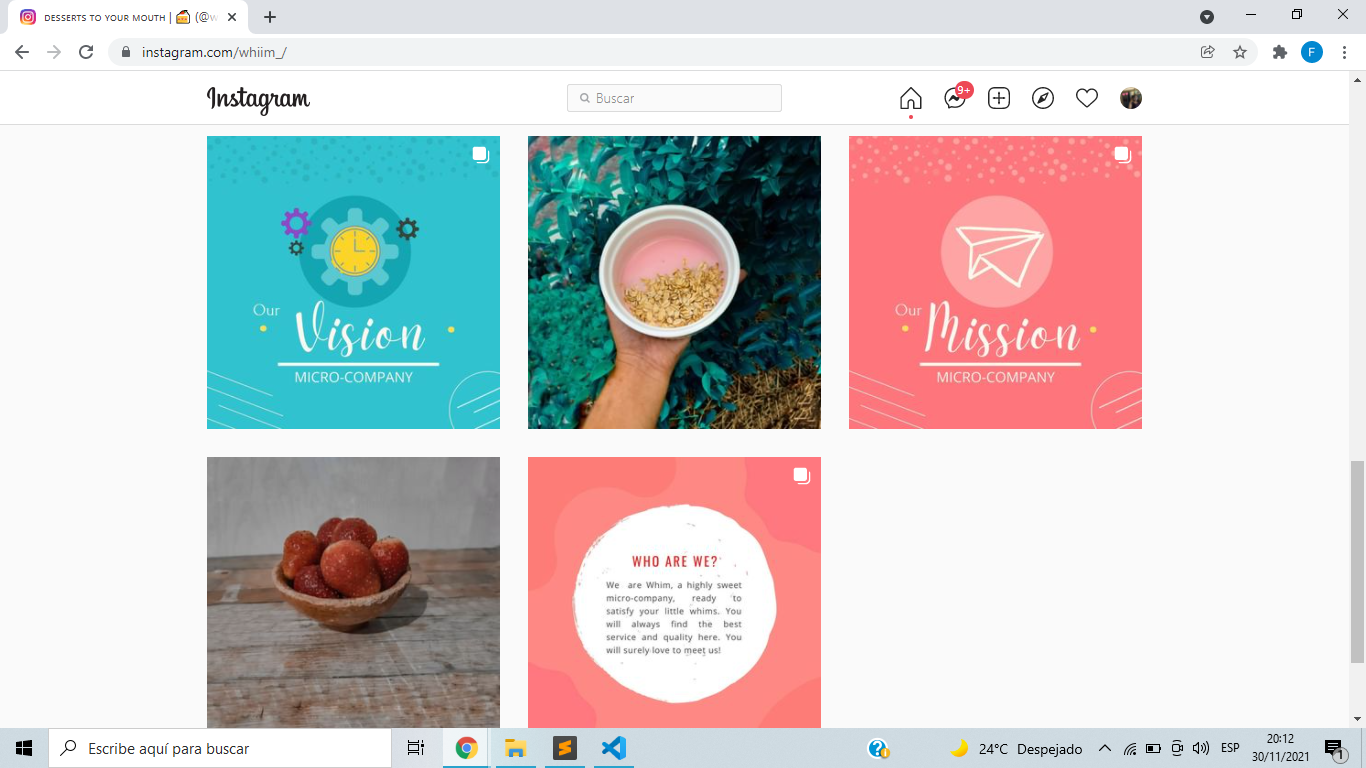 DESSERTS TO YOUR MOUTH | (@w
instagram.com/whiim_/
F
Instagram
Buscar
9+
Our
Vision
MICRO-COMPANY
Our
Mission
MICRO-COMPANY
WHO ARE WE?
We are Whim, a highly sweet
micro-company, ready to
satisfy your little whims. You
will always find the best
service and quality here. You
will surely love to meet us!
Escribe aquí para buscar
24°C Despejado
ESP
20:12
30/11/2021
1